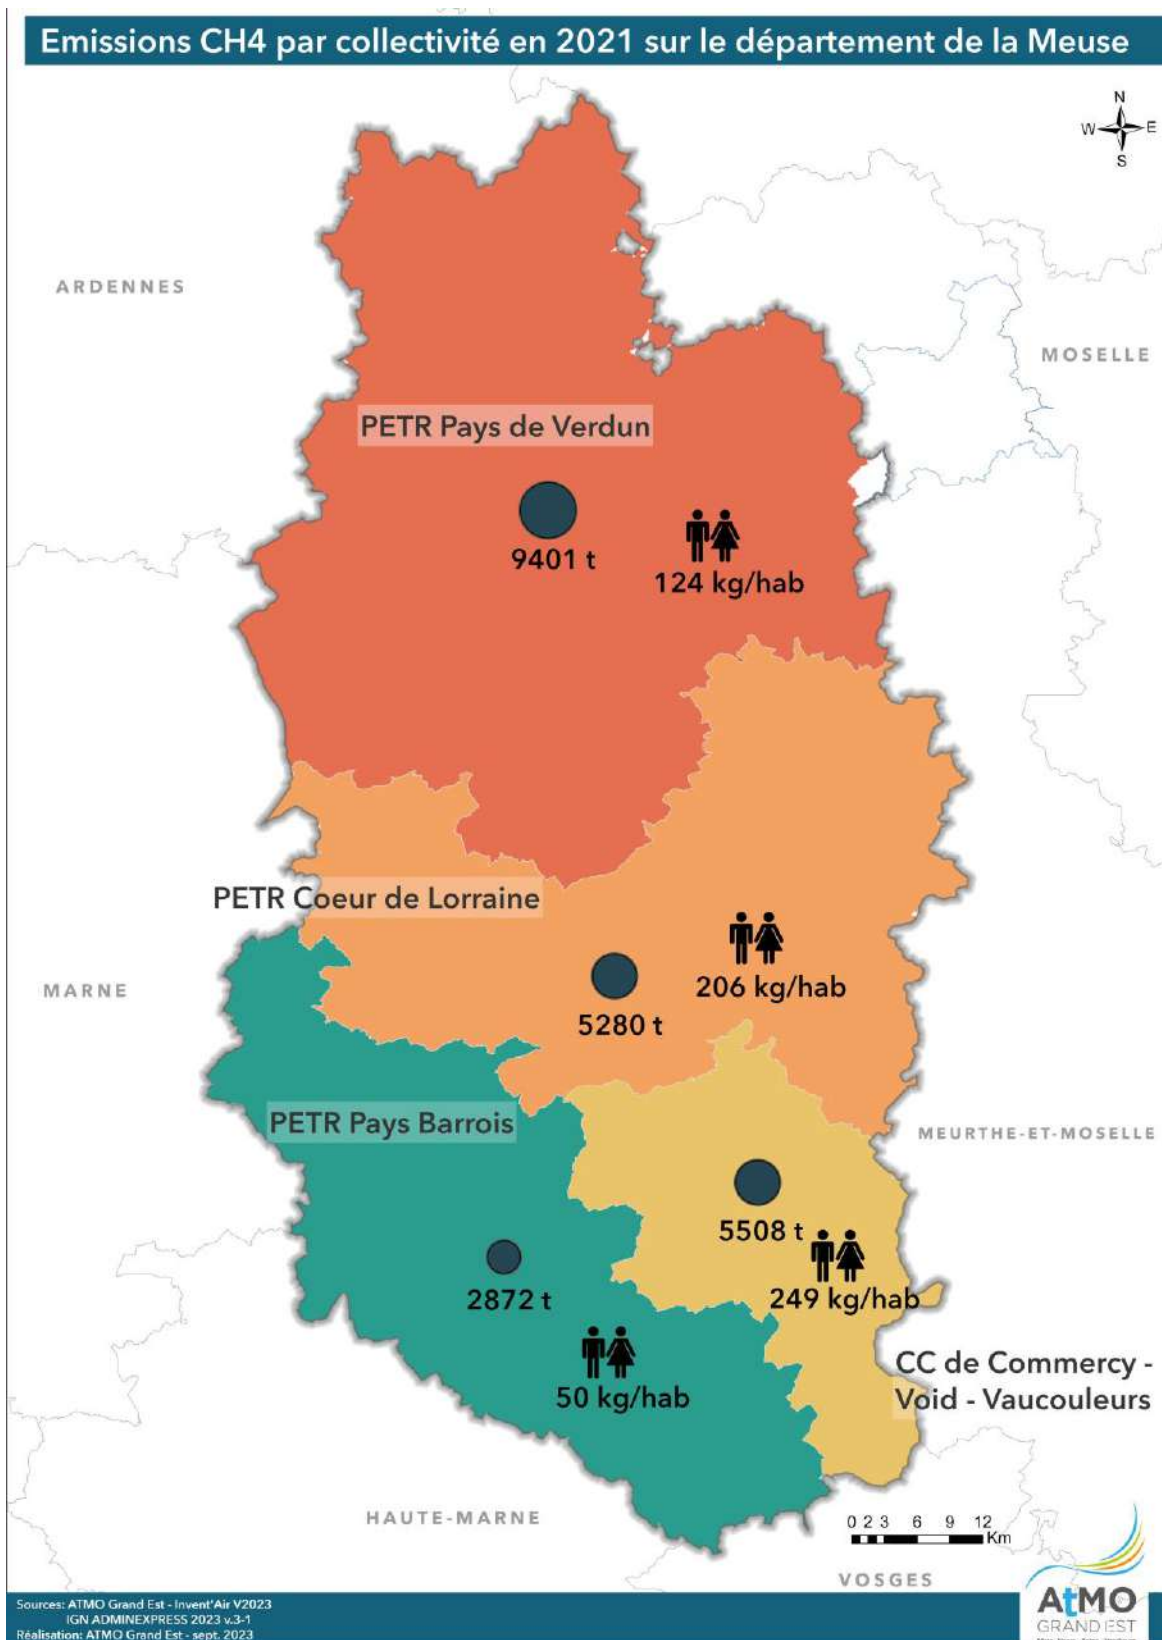 Emissions CH4 par collectivité en 2021 sur le département de la Meuse
N
W E
S
ARDENNES
MOSELLE
PETR Pays de Verdun
9401 t
124 kg/hab
PETR Coeur de Lorraine
MARNE
206 kg/hab
5280 t
PETR Pays Barrois
MEURTHE-ET-MOSELLE
5508 t
249 kg/hab
2872 t
CC de Commercy -
Void - Vaucouleurs
50 kg/hab
HAUTE-MARNE
0 2 3 6 9 12
Km
VOSGES
Sources: ATMO Grand Est - Invent'Air V2023
IGN ADMINEXPRESS 2023 v.3-1
Réalisation: ATMO Grand Est - sept. 2023
AtMO
GRAND EST